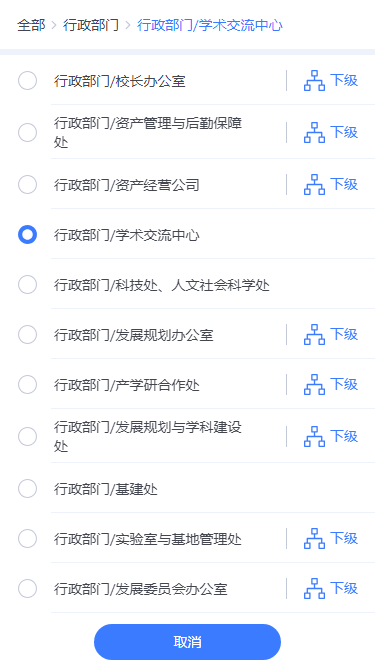 全部 > 行政部门 > 行政部门/学术交流中心
行政部门/校长办公室 下级
行政部门/资产管理与后勤保障
处 下级
行政部门/资产经营公司 下级
行政部门/学术交流中心
行政部门/科技处、人文社会科学处
行政部门/发展规划办公室 下级
行政部门/产学研合作处 下级
行政部门/发展规划与学科建设
处 下级
行政部门/基建处
行政部门/实验室与基地管理处 下级
行政部门/发展委员会办公室 下级
取消